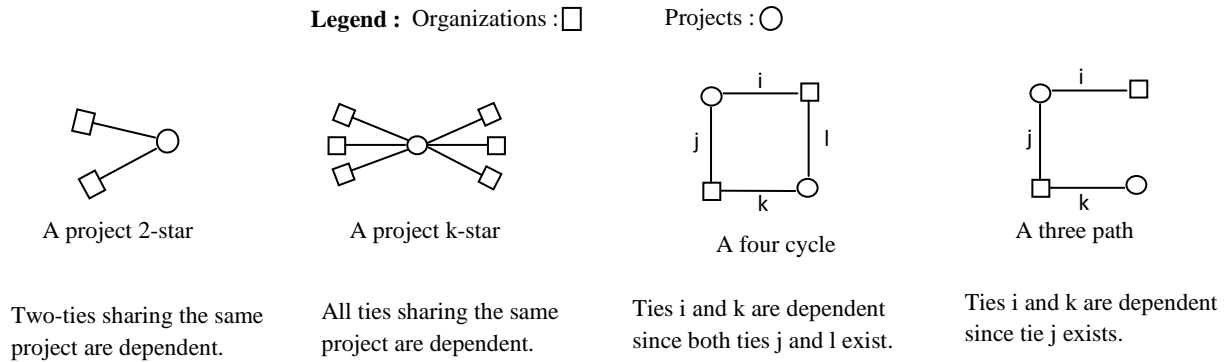 Legend : Organizations : Projects :
i
j
l
k
i
j
k
A project 2-star
A project k-star
A four cycle
A three path
Two-ties sharing the same
project are dependent.
All ties sharing the same
project are dependent.
Ties i and k are dependent
since both ties j and l exist.
Ties i and k are dependent
since tie j exists.